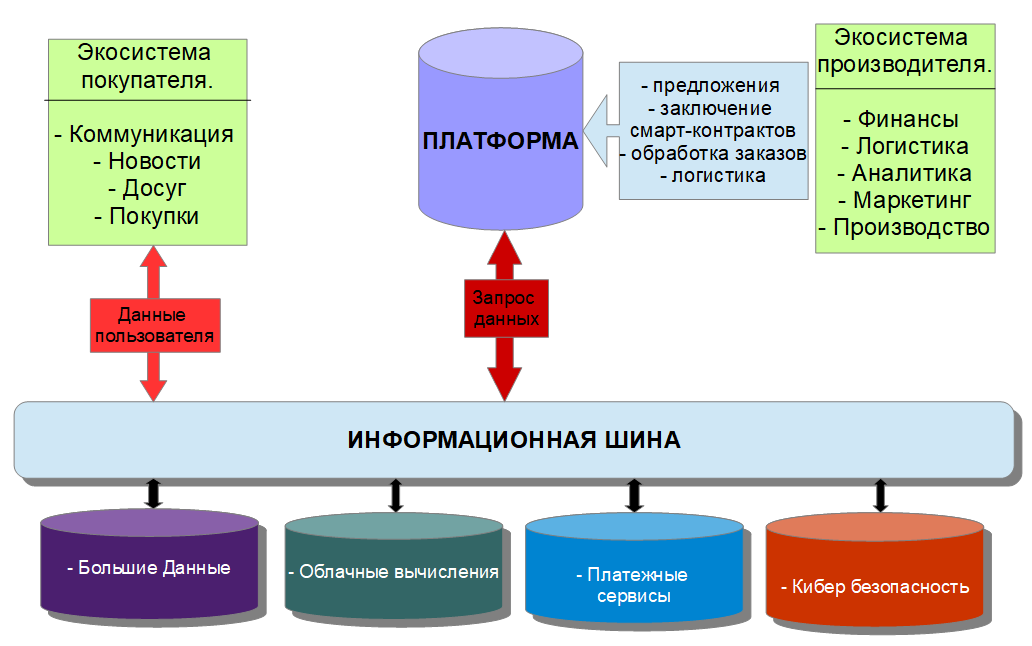 Экосистема
покупателя.
- Коммуникация
- Новости
- Досуг
- Покупки
ПЛАТФОРМА
- предложения
- заключение
смарт-контрактов
- обработка заказов
- логистика
Экосистема
производителя.
- Финансы
- Логистика
- Аналитика
- Маркетинг
- Производство
Данные
пользователя
Запрос
данных
ИНФОРМАЦИОННАЯ ШИНА
- Большие Данные
- Облачные вычисления
- Платежные
сервисы
- Кибер безопасность